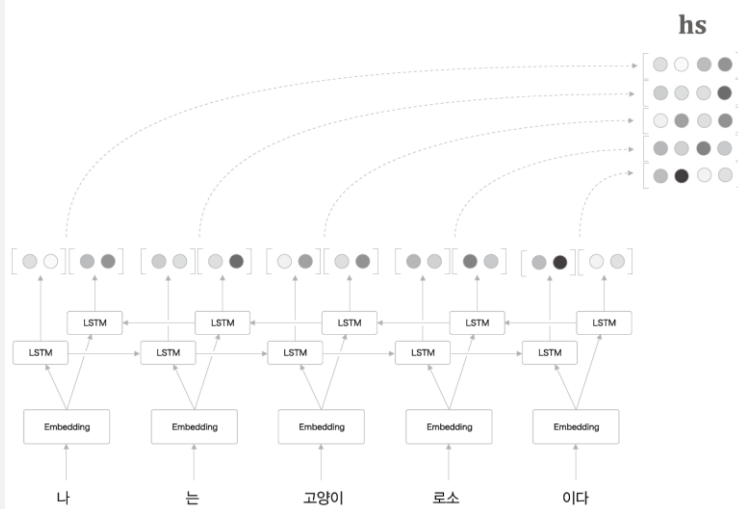 hs
LSTM LSTM LSTM LSTM LSTM
LSTM LSTM LSTM LSTM LSTM
Embedding Embedding Embedding Embedding Embedding
나 는 고양이 로소 이다